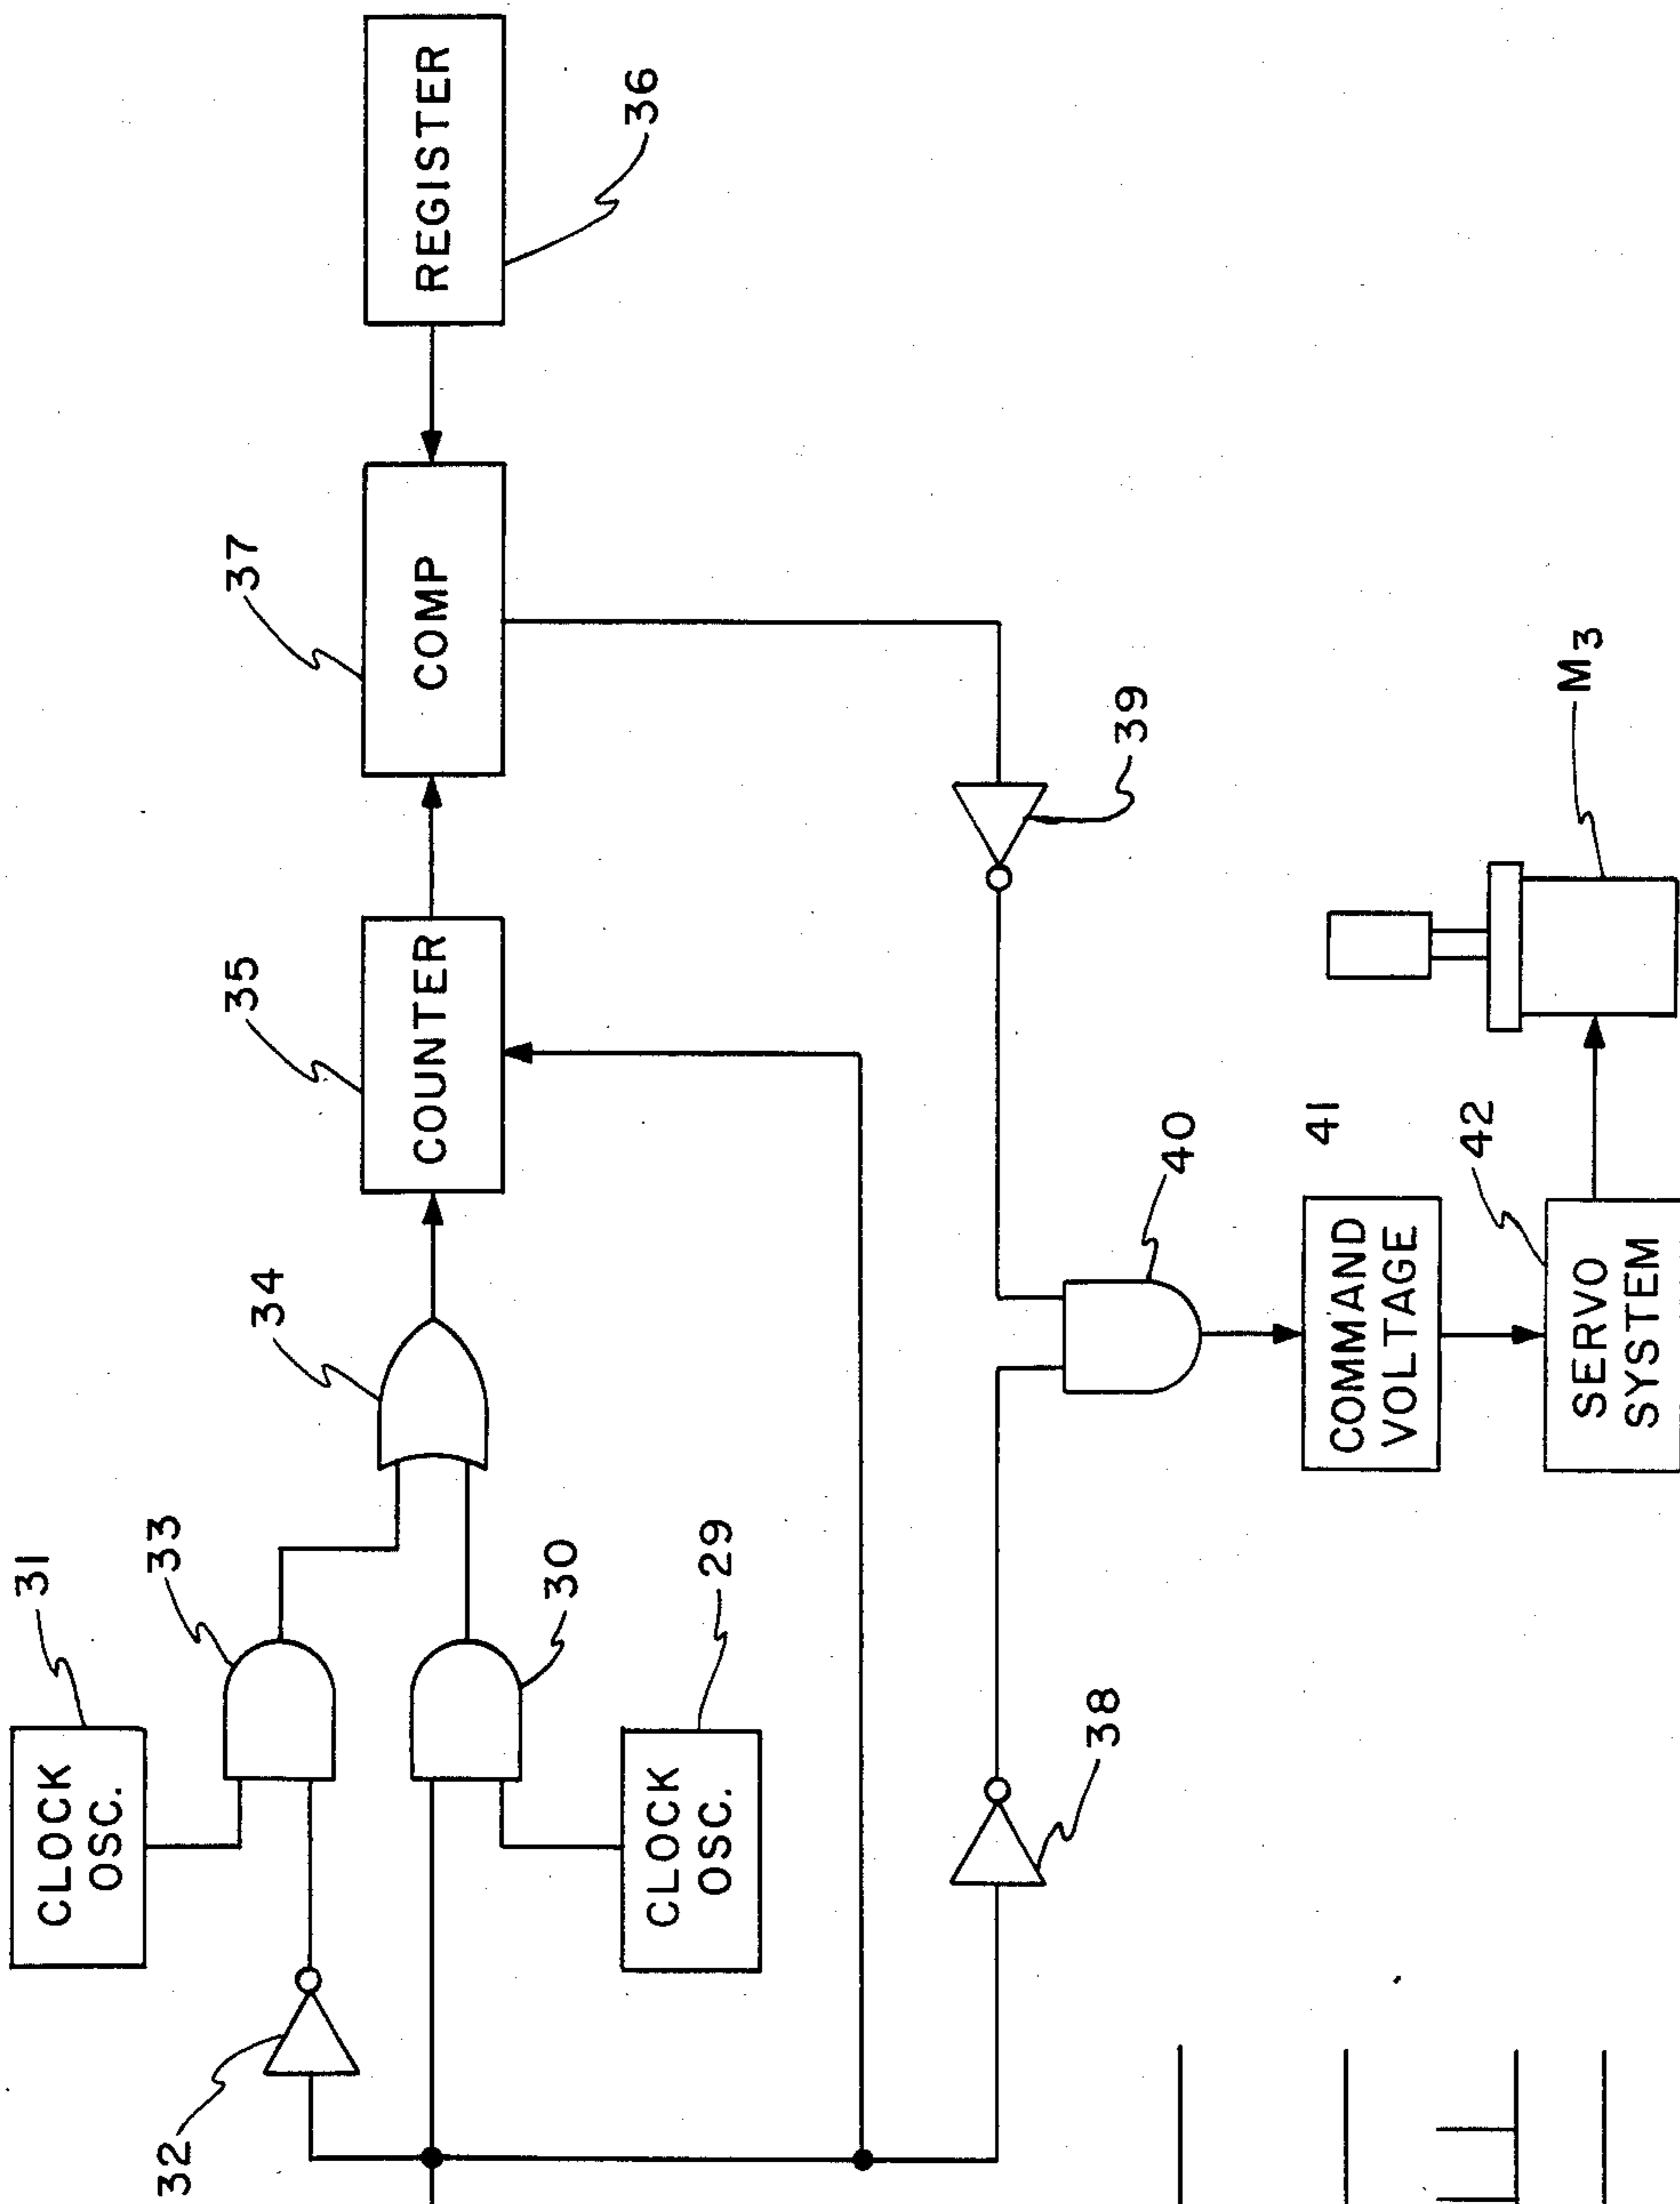 31
CLOCK
OSC.
33
32
30
CLOCK
OSC.
29
34
35
COUNTER
37
COMP
REGISTER
36
38
39
40
COMMAND
VOLTAGE
41
SERVO
SYSTEM
42
M3